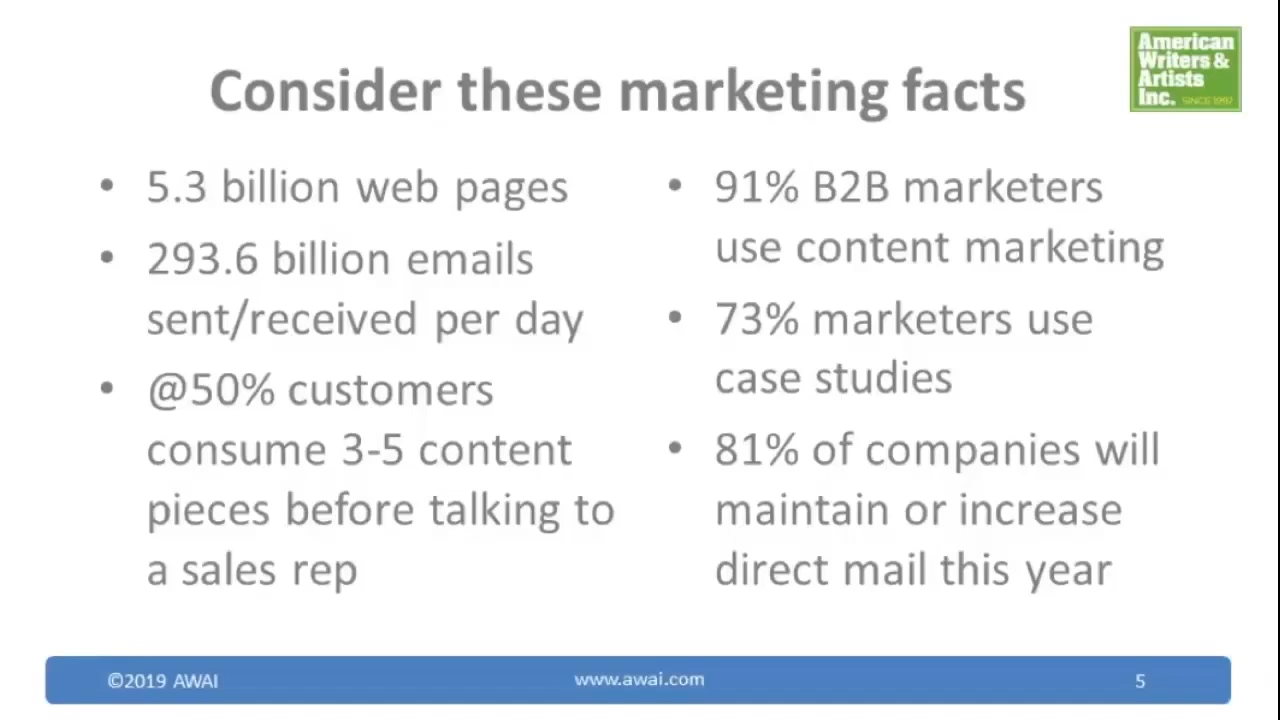 American
Writers &
Artists
Inc. SINCE 1997
Consider these marketing facts
• 5.3 billion web pages
• 293.6 billion emails
sent/received per day
• @50% customers
consume 3-5 content
pieces before talking to
a sales rep
• 91% B2B marketers
use content marketing
• 73% marketers use
case studies
• 81% of companies will
maintain or increase
direct mail this year
©2019 AWAI
www.awai.com
5